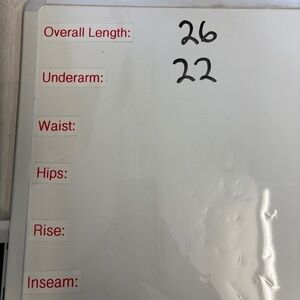 Overall Length: 26
Underarm: 22
Waist:
Hips:
Rise:
Inseam: